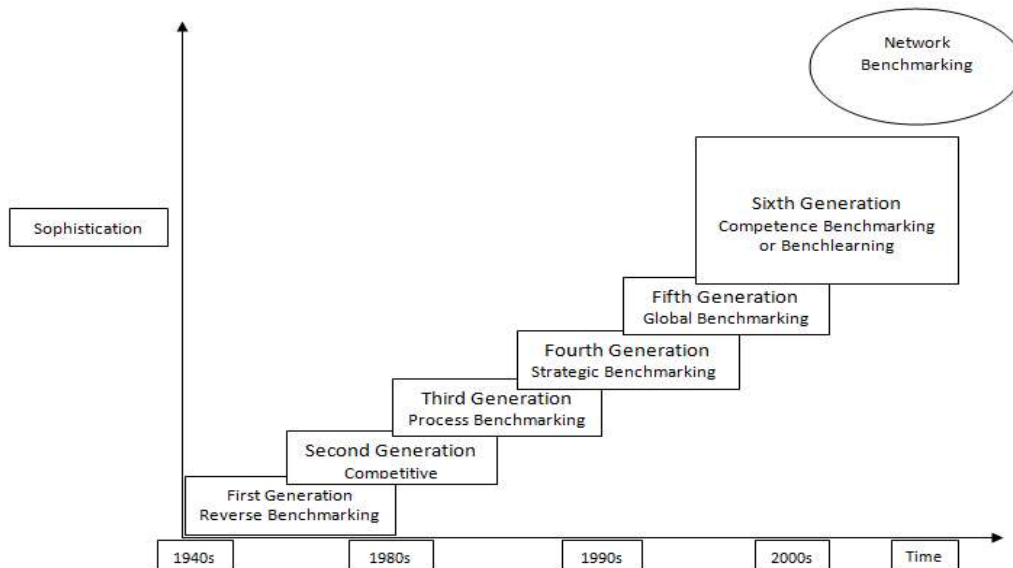 Network
Benchmarking
Sixth Generation
Competence Benchmarking
or Benchlearning
Sophistication
Fifth Generation
Global Benchmarking
Fourth Generation
Strategic Benchmarking
Third Generation
Process Benchmarking
Second Generation
Competitive
First Generation
Reverse Benchmarking
1940s
1980s
1990s
2000s
Time